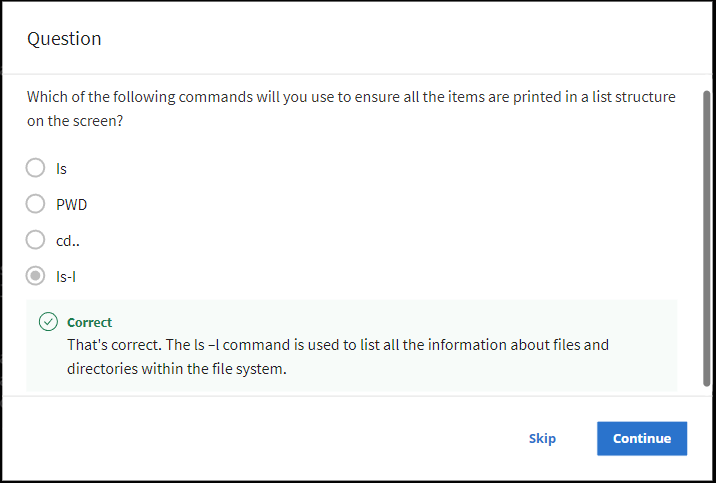 Question
Which of the following commands will you use to ensure all the items are printed in a list structure
on the screen?
ls
PWD
cd..
ls-l
Correct
That's correct. The ls –l command is used to list all the information about files and
directories within the file system.
Skip
Continue